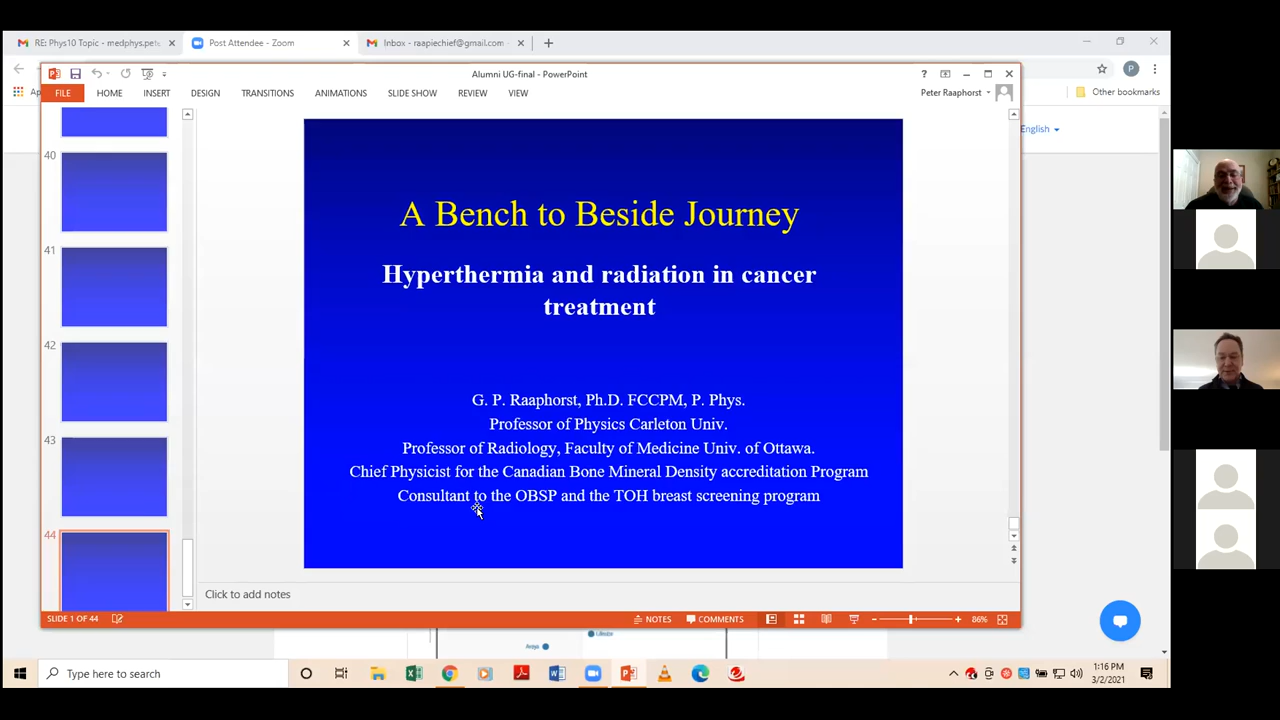 RE: Phys10 Topic - medphys.pete
Post Attendee - Zoom
Inbox - raapiechief@gmail.com -
Ap
Other bookmarks
P
English
Alumni UG-final - PowerPoint
FILE HOME INSERT DESIGN TRANSITIONS ANIMATIONS SLIDE SHOW REVIEW VIEW
Peter Raaphorst
40
41
42
43
44
A Bench to Beside Journey
Hyperthermia and radiation in cancer
treatment
G. P. Raaphorst, Ph.D. FCCPM, P. Phys.
Professor of Physics Carleton Univ.
Professor of Radiology, Faculty of Medicine Univ. of Ottawa.
Chief Physicist for the Canadian Bone Mineral Density accreditation Program
Consultant to the OBSP and the TOH breast screening program
Click to add notes
SLIDE 1 OF 44
NOTES
COMMENTS
86%
Type here to search
1:16 PM
3/2/2021